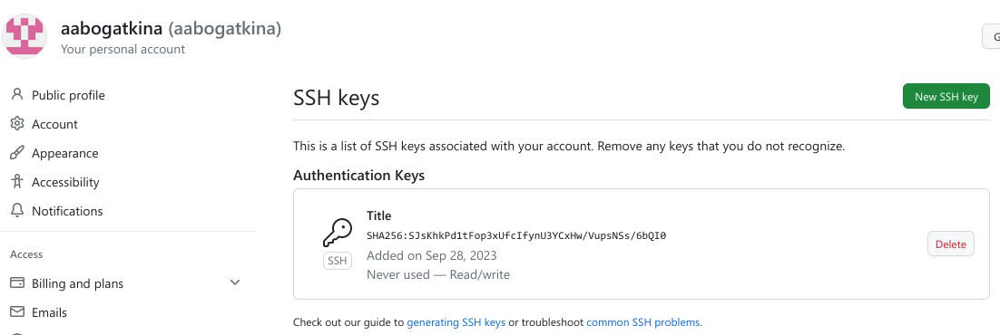 aabogatkina (aabogatkina)
Your personal account
G
Public profile
Account
Appearance
Accessibility
Notifications
Access
Billing and plans
Emails
SSH keys
New SSH key
This is a list of SSH keys associated with your account. Remove any keys that you do not recognize.
Authentication Keys
Title
SHA256:SJsKhkPd1tFop3xUfcIfynU3YCxHw/VupsNSs/6bQI0
Added on Sep 28, 2023
Never used — Read/write
SSH
Delete
Check out our guide to generating SSH keys or troubleshoot common SSH problems.